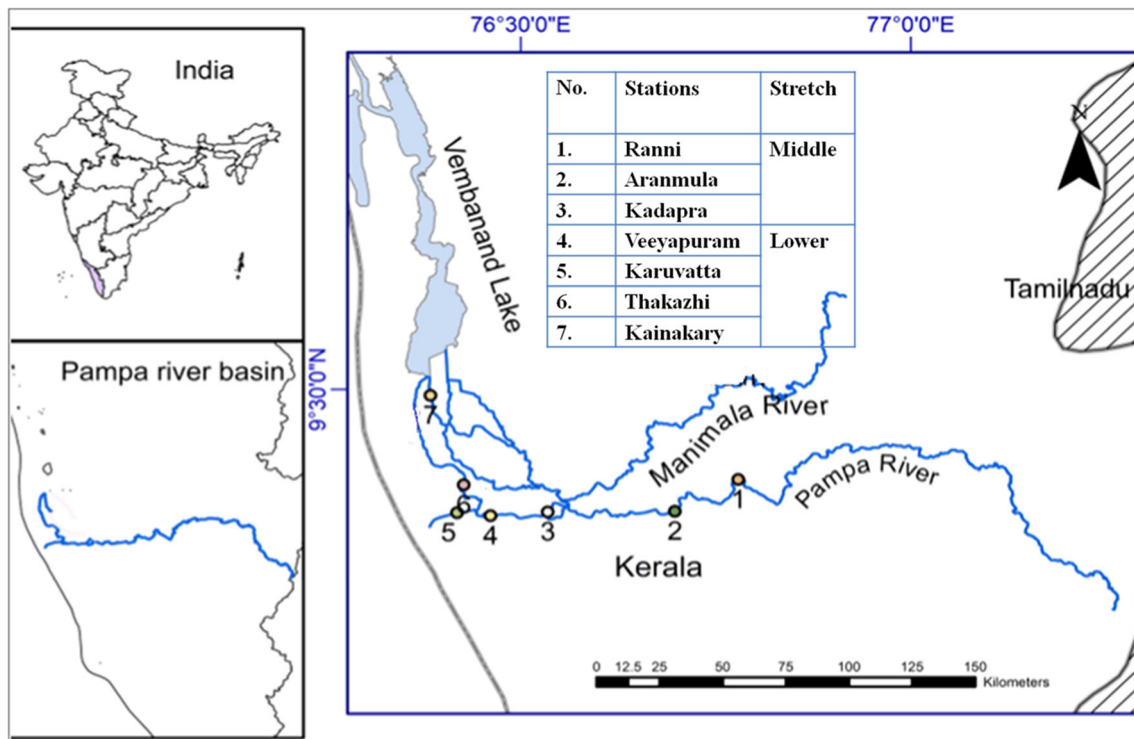 76°30'0"E 77°0'0"E
India
Pampa river basin
9°30'0"N
Vembanand Lake
No. Stations Stretch
1. Ranni Middle
2. Aranmula
3. Kadapra
4. Veeyapuram Lower
5. Karuvatta
6. Thakazhi
7. Kainakary
N
Tamilnadu
Manimala River
Pampa River
7
6
5
4
3
2
1
Kerala
0 12.5 25 50 75 100 125 150
Kilometers